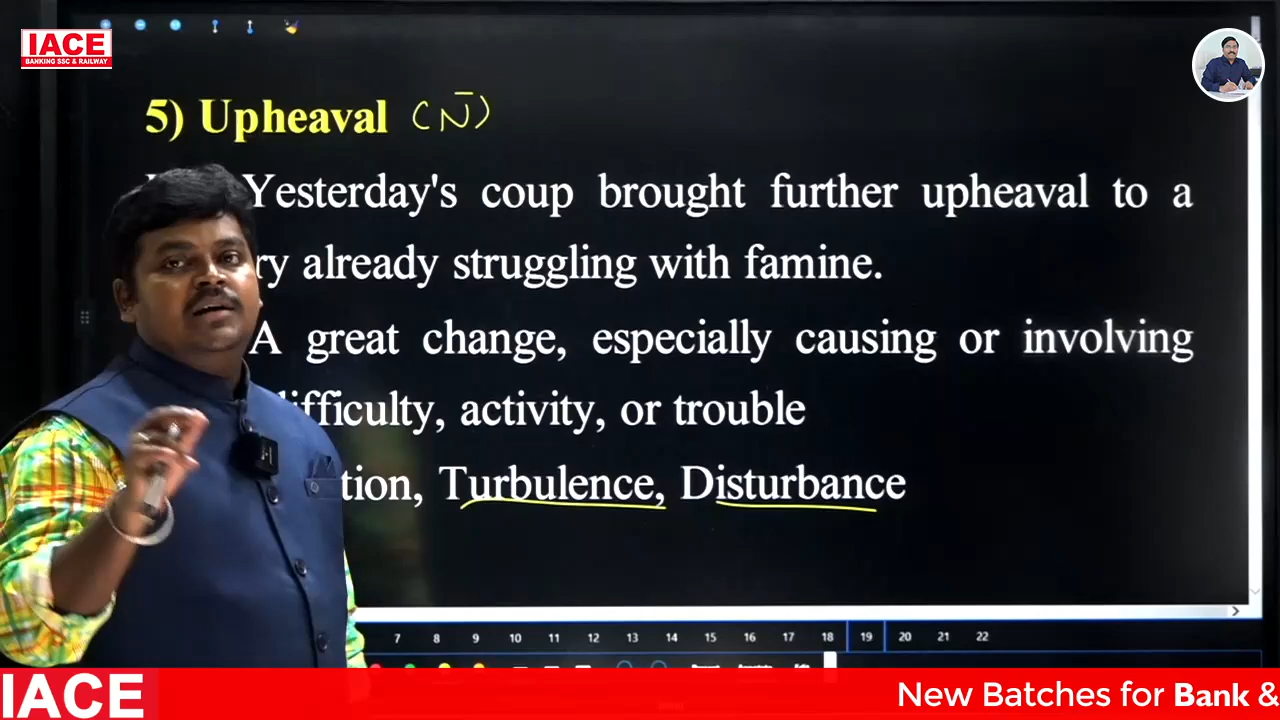 IACE
BANKING SSC & RAILWAY
5) Upheaval (N)
Yesterday's coup brought further upheaval to a
ry already struggling with famine.
A great change, especially causing or involving
difficulty, activity, or trouble
tion, Turbulence, Disturbance
7 8 9 10 11 12 13 14 15 16 17 18 19 20 21 22
IACE
New Batches for Bank &